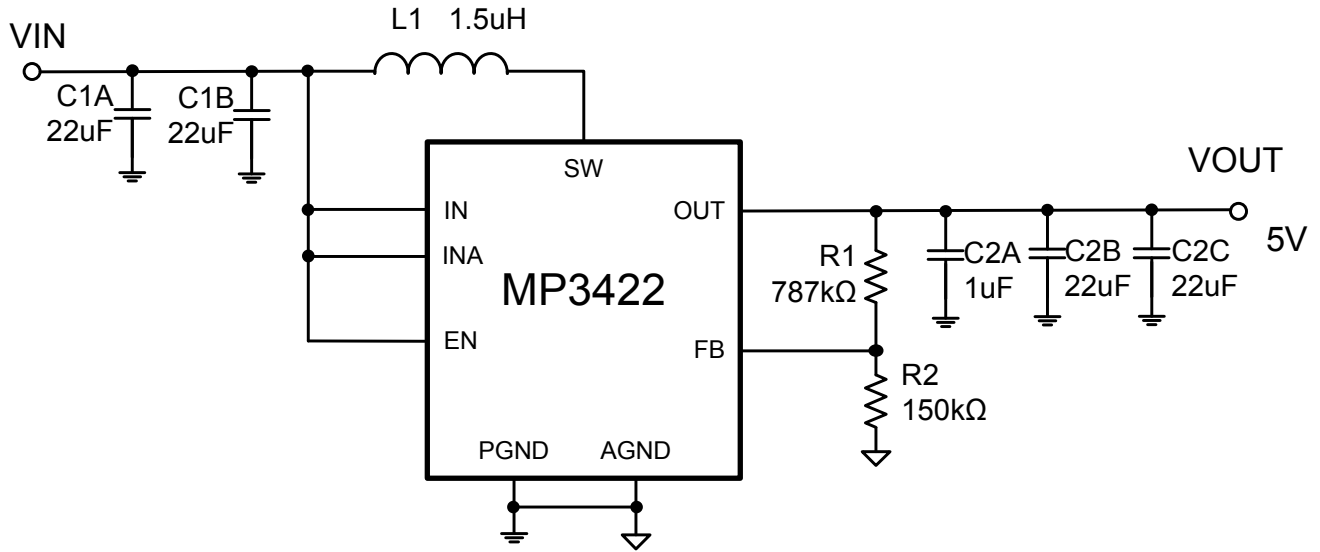 L1 1.5uH
VIN
C1A
22uF
C1B
22uF
SW
VOUT
IN
OUT
5V
INA
R1
787kΩ
C2A
1uF
C2B
22uF
C2C
22uF
MP3422
EN
FB
R2
150kΩ
PGND
AGND